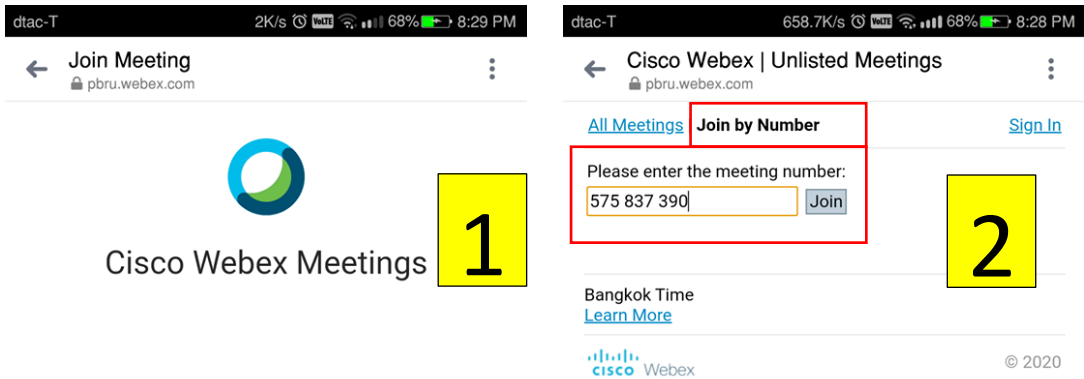 dtac-T 2K/s VoLTE 68% 8:29 PM
Join Meeting
pbru.webex.com
Cisco Webex Meetings
1
dtac-T 658.7K/s VoLTE 68% 8:28 PM
Cisco Webex | Unlisted Meetings
pbru.webex.com
All Meetings Join by Number Sign In
Please enter the meeting number:
575 837 390 Join
2
Bangkok Time
Learn More
CISCO Webex © 2020